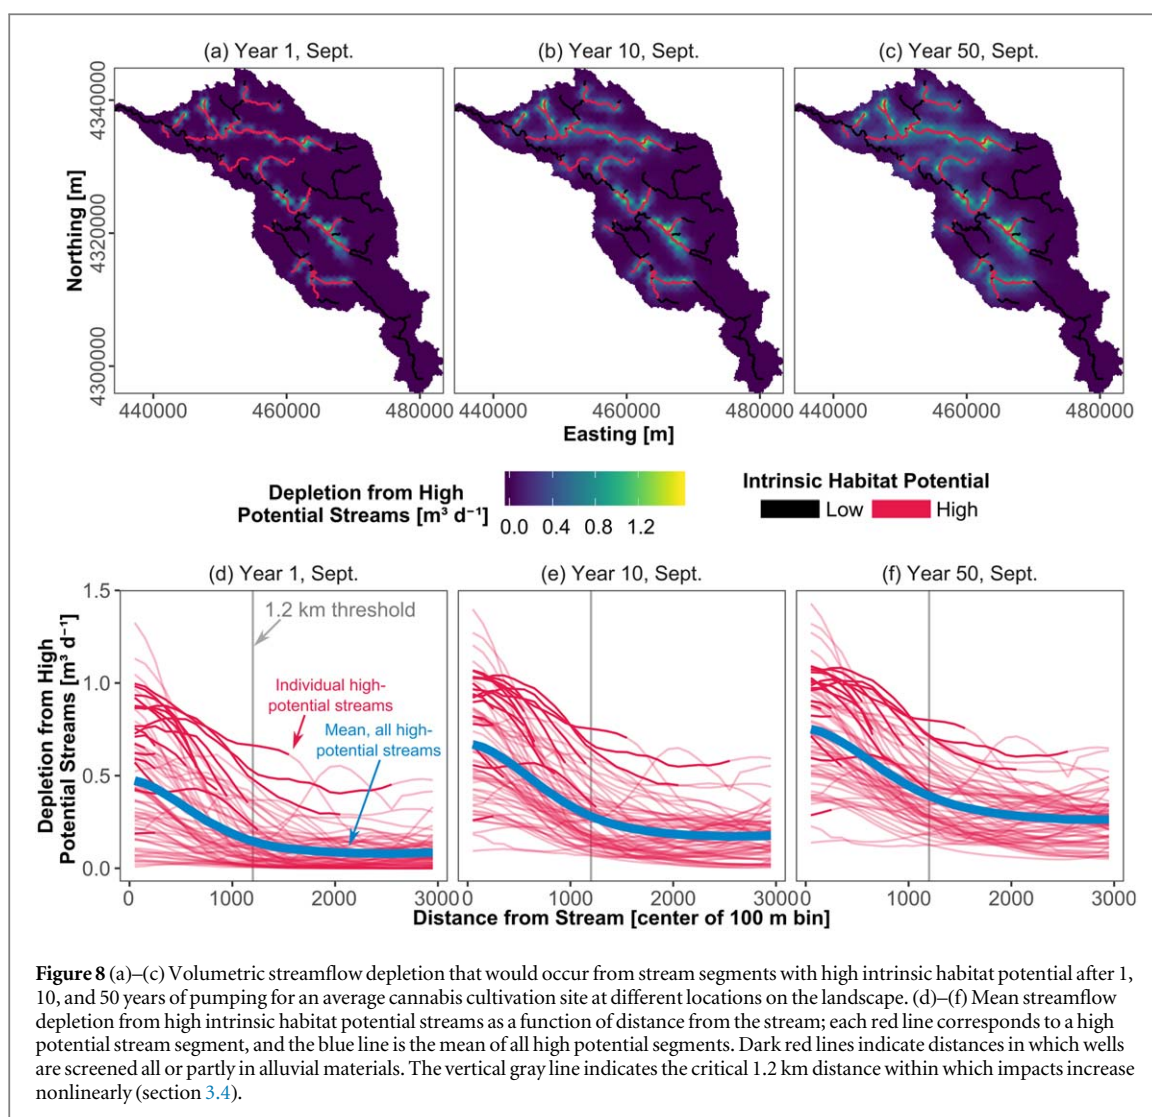 (a) Year 1, Sept.
(b) Year 10, Sept.
(c) Year 50, Sept.
Northing [m]
4340000
4320000
4300000
440000 460000 480000
440000 460000 480000
440000 460000 480000
Easting [m]
Depletion from High
Potential Streams [m³ d⁻¹]
0.0 0.4 0.8 1.2
Intrinsic Habitat Potential
Low High
(d) Year 1, Sept.
(e) Year 10, Sept.
(f) Year 50, Sept.
Depletion from High
Potential Streams [m³ d⁻¹]
1.5
1.0
0.5
0.0
1.2 km threshold
Individual high-
potential streams
Mean, all high-
potential streams
0 1000 2000 3000
0 1000 2000 3000
0 1000 2000 3000
Distance from Stream [center of 100 m bin]
Figure 8 (a)–(c) Volumetric streamflow depletion that would occur from stream segments with high intrinsic habitat potential after 1,
10, and 50 years of pumping for an average cannabis cultivation site at different locations on the landscape. (d)–(f) Mean streamflow
depletion from high intrinsic habitat potential streams as a function of distance from the stream; each red line corresponds to a high
potential stream segment, and the blue line is the mean of all high potential segments. Dark red lines indicate distances in which wells
are screened all or partly in alluvial materials. The vertical gray line indicates the critical 1.2 km distance within which impacts increase
nonlinearly (section 3.4).